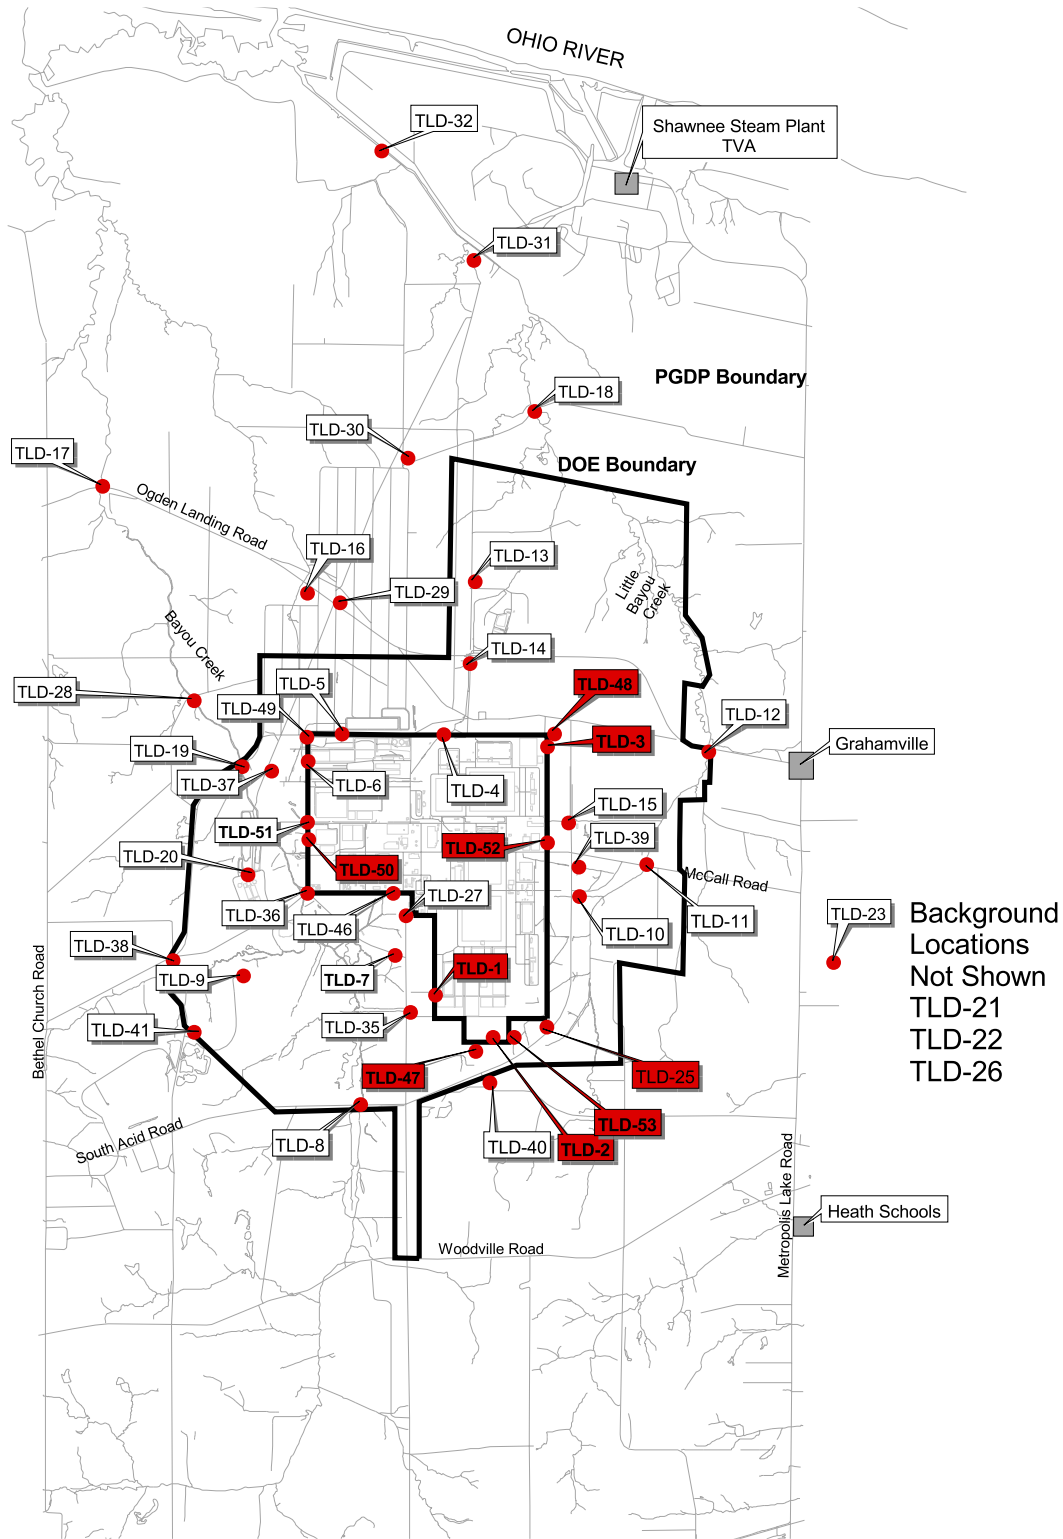 OHIO RIVER
TLD-32
Shawnee Steam Plant
TVA
TLD-31
PGDP Boundary
TLD-18
TLD-30
TLD-17
DOE Boundary
Ogden Landing Road
TLD-16
TLD-13
TLD-29
Little
Bayou
Creek
Bayou Creek
TLD-14
TLD-28
TLD-5
TLD-48
TLD-49
TLD-12
TLD-3
Grahamville
TLD-19
TLD-37
TLD-6
TLD-4
TLD-15
TLD-51
TLD-39
TLD-52
TLD-20
TLD-50
McCall Road
TLD-27
TLD-36
TLD-46
TLD-10
TLD-11
TLD-23
Background
Locations
Not Shown
TLD-21
TLD-22
TLD-26
TLD-38
TLD-9
TLD-7
TLD-1
Bethel Church Road
TLD-41
TLD-35
TLD-47
TLD-25
TLD-53
TLD-2
TLD-8
TLD-40
South Acid Road
Metropolis Lake Road
Heath Schools
Woodville Road